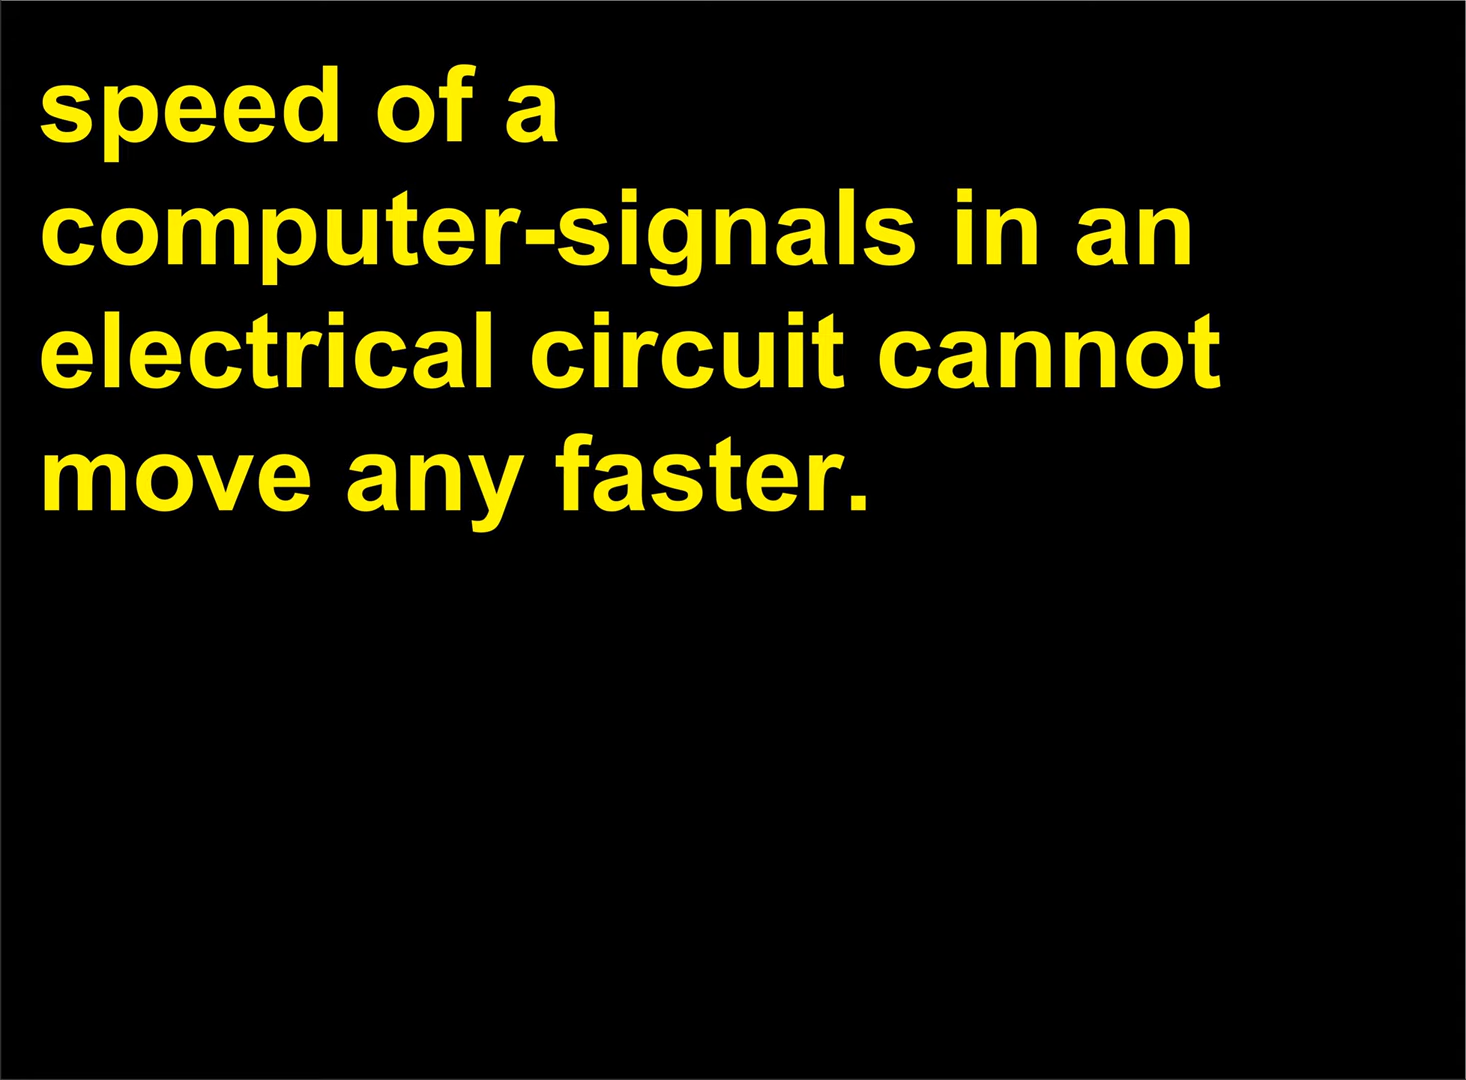 speed of a
computer-signals in an
electrical circuit cannot
move any faster.